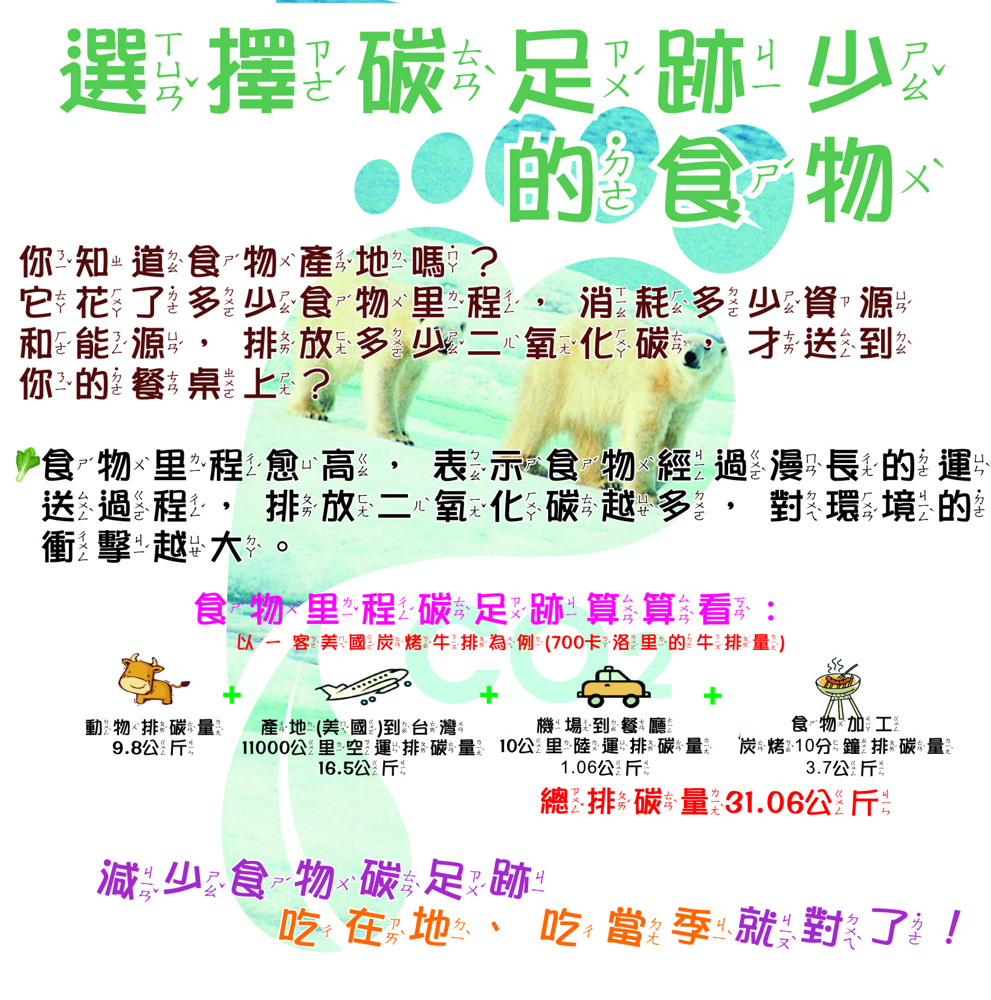 選擇碳足跡少
的食物
你知道食物產地嗎？
它花了多少食物里程，消耗多少資源
和能源，排放多少二氧化碳，才送到
你的餐桌上？
食物里程愈高，表示食物經過漫長的運
送過程，排放二氧化碳越多，對環境的
衝擊越大。
食物里程碳足跡算算看：
以一客美國炭烤牛排為例(700卡洛里的牛排量)
CO2
+ + +
動物排碳量
9.8公斤
產地(美國)到台灣
11000公里空運排碳量
16.5公斤
機場到餐廳
10公里陸運排碳量
1.06公斤
食物加工
炭烤10分鐘排碳量
3.7公斤
總排碳量31.06公斤
減少食物碳足跡
吃在地、吃當季就對了！